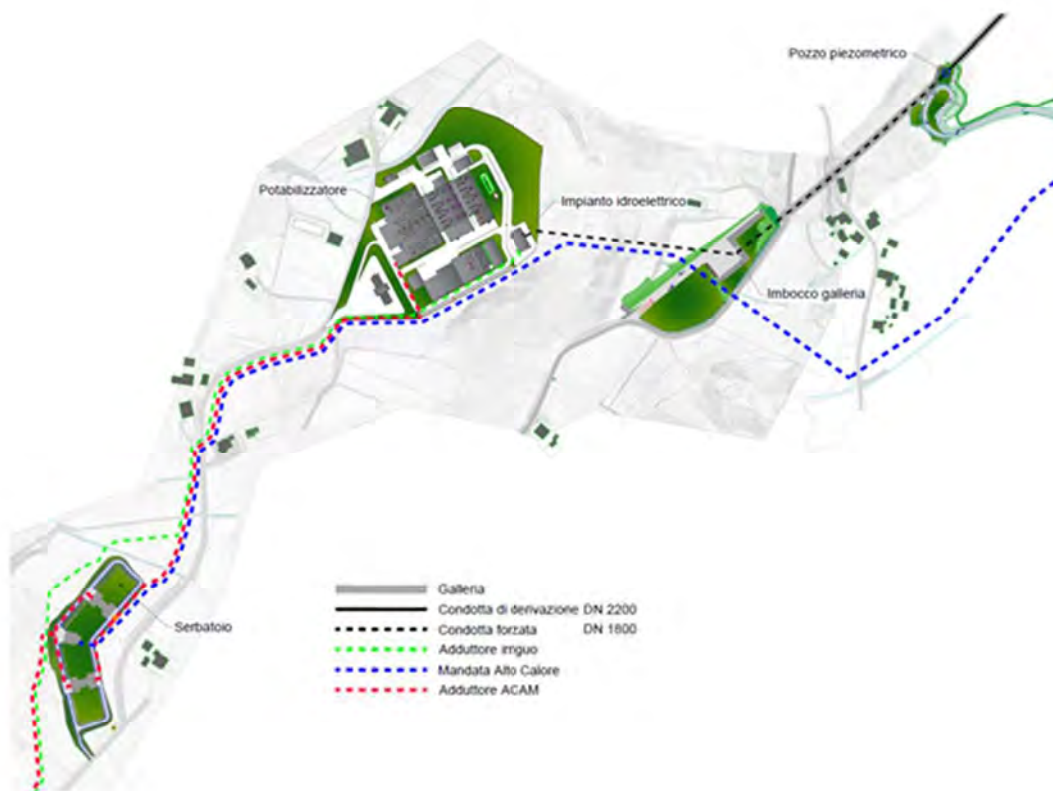 Pozzo piezometrico
Potabilizzatore
Impianto idroelettrico
Imbocco galleria
Serbatoio
Galleria
Condotta di derivazione DN 2200
Condotta forzata DN 1800
Adduttore irriguo
Mandata Alto Calore
Adduttore ACAM